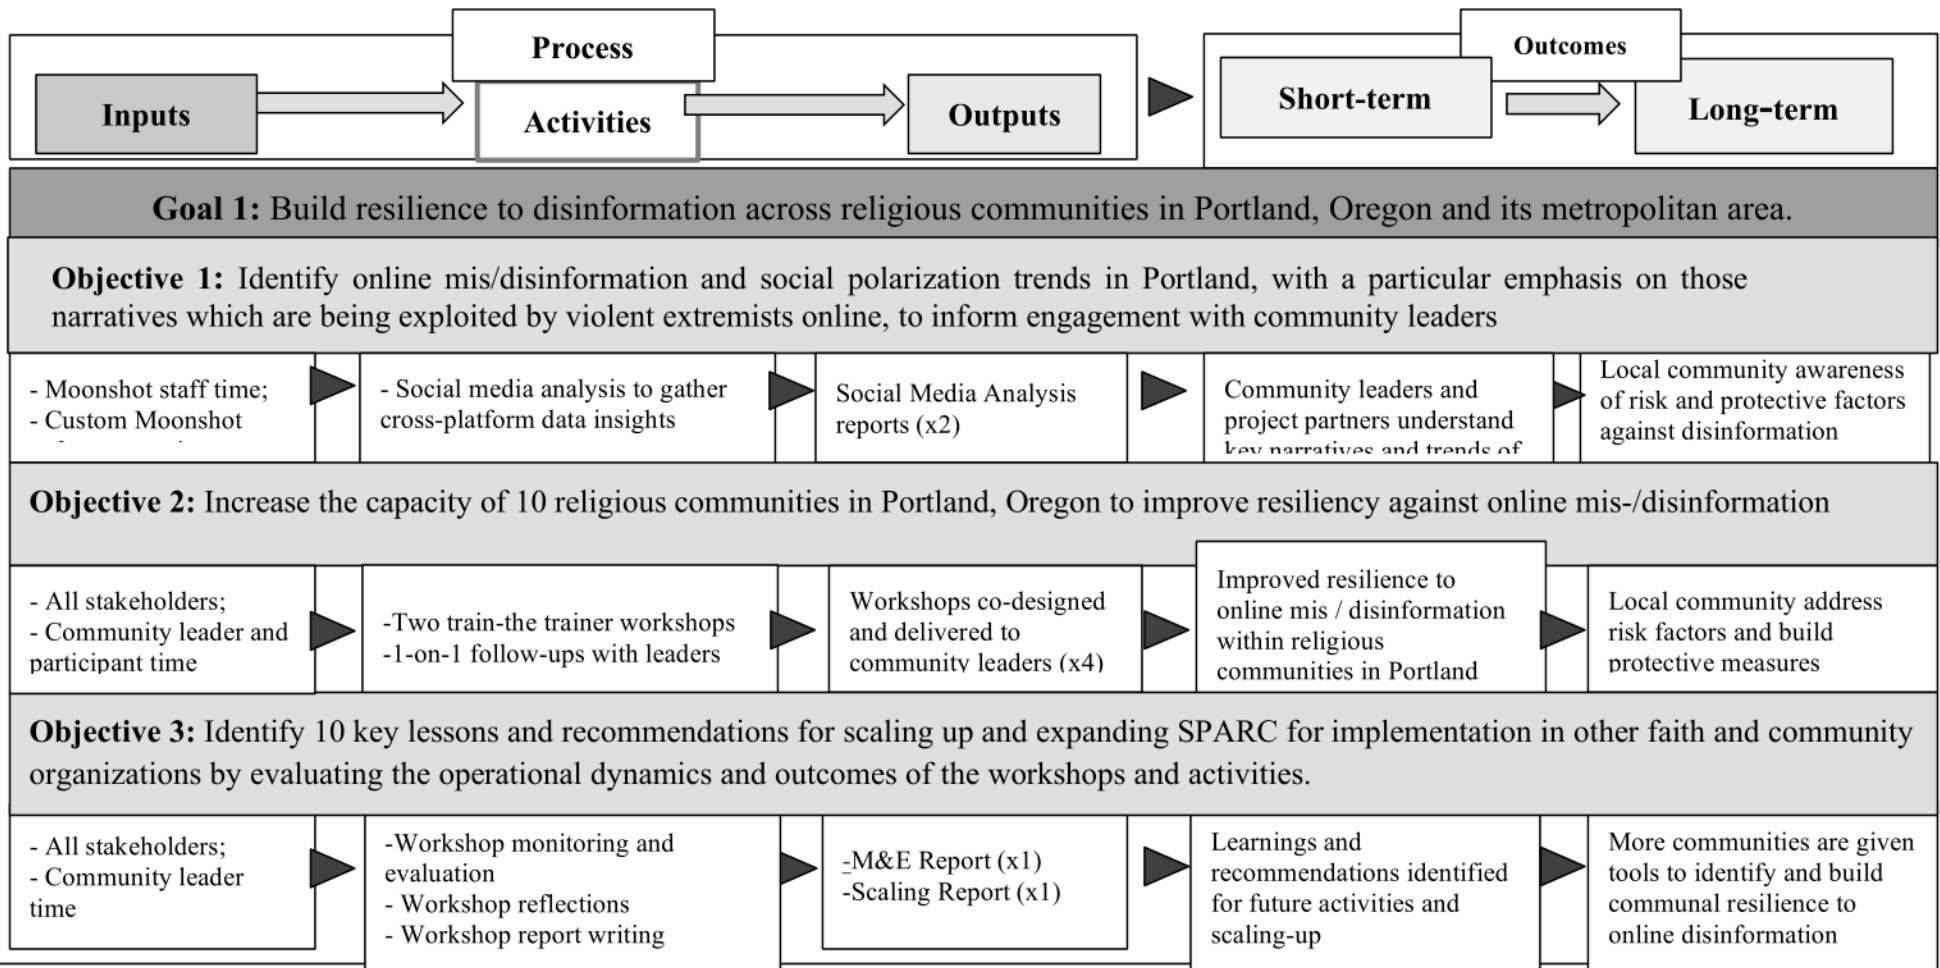 Process
Outcomes
Inputs
Activities
Outputs
Short-term
Long-term
Goal 1: Build resilience to disinformation across religious communities in Portland, Oregon and its metropolitan area.
Objective 1: Identify online mis/disinformation and social polarization trends in Portland, with a particular emphasis on those
narratives which are being exploited by violent extremists online, to inform engagement with community leaders
- Moonshot staff time;
- Custom Moonshot
- Social media analysis to gather
cross-platform data insights
Social Media Analysis
reports (x2)
Community leaders and
project partners understand
key narratives and trends of
Local community awareness
of risk and protective factors
against disinformation
Objective 2: Increase the capacity of 10 religious communities in Portland, Oregon to improve resiliency against online mis-/disinformation
- All stakeholders;
- Community leader and
participant time
-Two train-the trainer workshops
-1-on-1 follow-ups with leaders
Workshops co-designed
and delivered to
community leaders (x4)
Improved resilience to
online mis / disinformation
within religious
communities in Portland
Local community address
risk factors and build
protective measures
Objective 3: Identify 10 key lessons and recommendations for scaling up and expanding SPARC for implementation in other faith and community
organizations by evaluating the operational dynamics and outcomes of the workshops and activities.
- All stakeholders;
- Community leader
time
-Workshop monitoring and
evaluation
- Workshop reflections
- Workshop report writing
-M&E Report (x1)
-Scaling Report (x1)
Learnings and
recommendations identified
for future activities and
scaling-up
More communities are given
tools to identify and build
communal resilience to
online disinformation